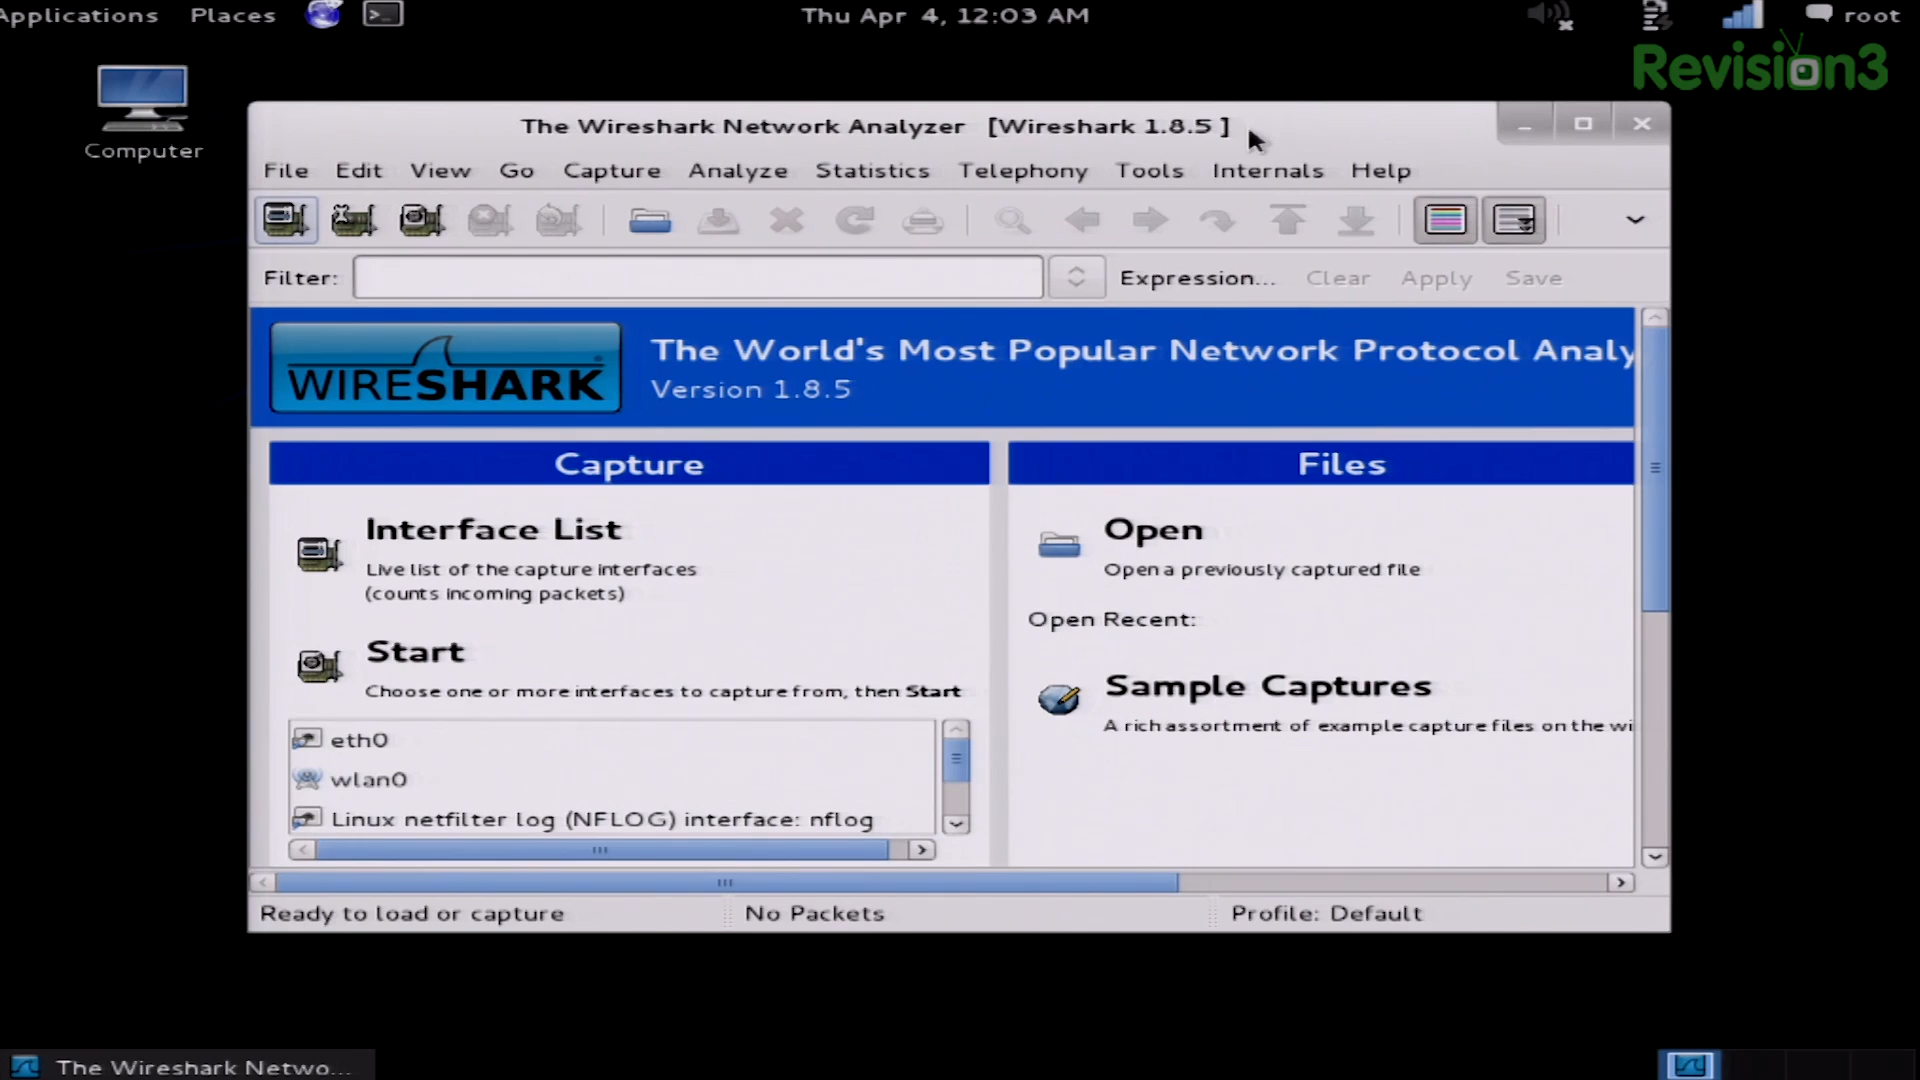 Applications Places Thu Apr 4, 12:03 AM root
Revision3
Computer
The Wireshark Network Analyzer [Wireshark 1.8.5 ]
File Edit View Go Capture Analyze Statistics Telephony Tools Internals Help
Filter: Expression... Clear Apply Save
WIRESHARK
The World's Most Popular Network Protocol Analy
Version 1.8.5
Capture
Files
Interface List
Live list of the capture interfaces
(counts incoming packets)
Start
Choose one or more interfaces to capture from, then Start
eth0
wlan0
Linux netfilter log (NFLOG) interface: nflog
Open
Open a previously captured file
Open Recent:
Sample Captures
A rich assortment of example capture files on the wi
Ready to load or capture No Packets Profile: Default
The Wireshark Netwo...